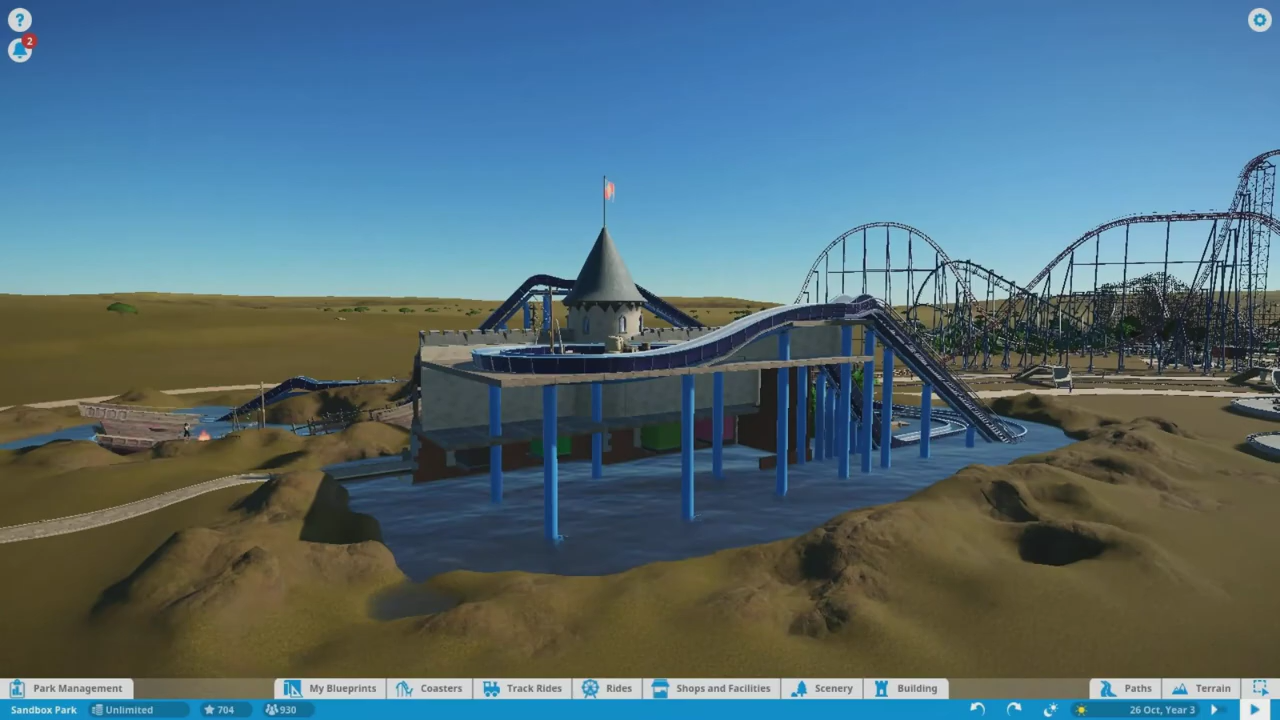 ?
2
Park Management
My Blueprints
Coasters
Track Rides
Rides
Shops and Facilities
Scenery
Building
Paths
Terrain
Sandbox Park
Unlimited
704
930
26 Oct, Year 3